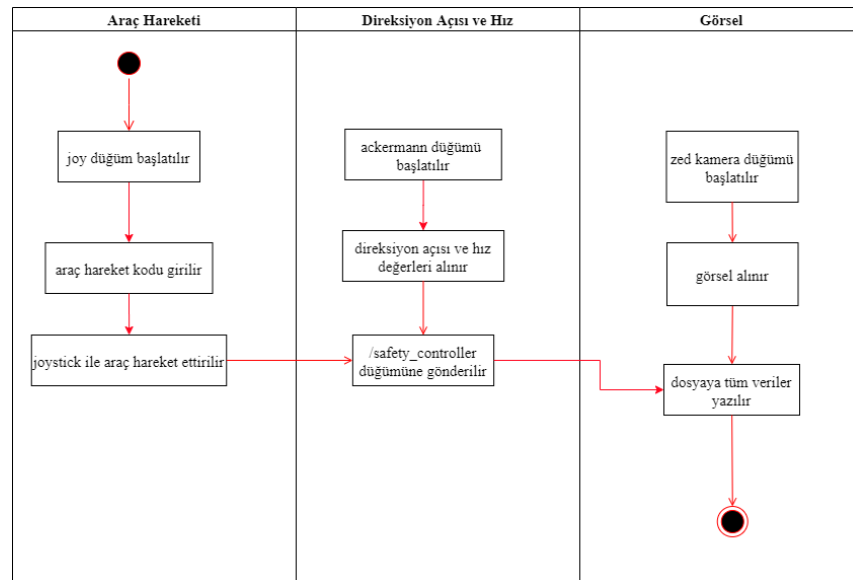 Araç Hareketi
Direksiyon Açısı ve Hız
Görsel
joy düğüm başlatılır
araç hareket kodu girilir
joystick ile araç hareket ettirilir
ackermann düğümü
başlatılır
direksiyon açısı ve hız
değerleri alınır
/safety_controller
düğümüne gönderilir
zed kamera düğümü
başlatılır
görsel alınır
dosyaya tüm veriler
yazılır